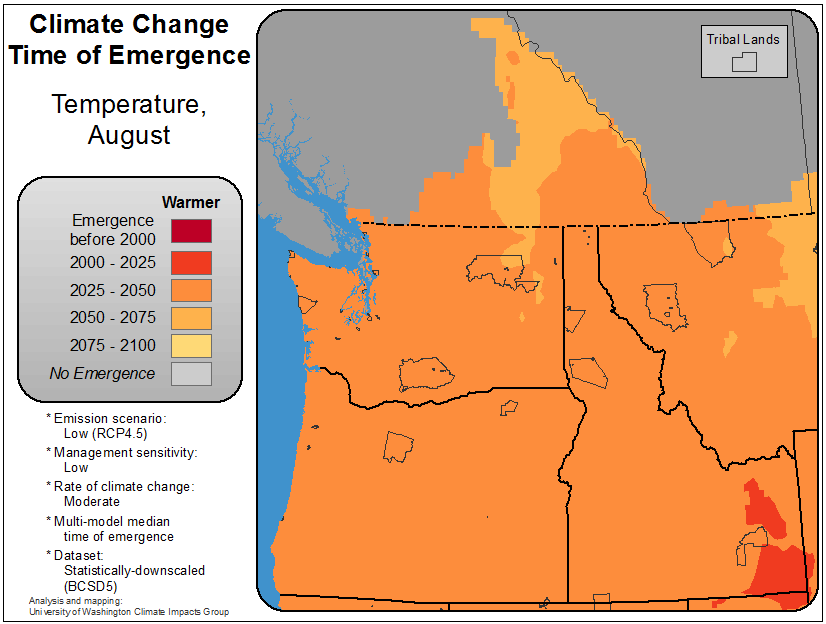 Climate Change
Time of Emergence
Temperature,
August
Warmer
Emergence
before 2000
2000 - 2025
2025 - 2050
2050 - 2075
2075 - 2100
No Emergence
* Emission scenario:
Low (RCP4.5)
* Management sensitivity:
Low
* Rate of climate change:
Moderate
* Multi-model median
time of emergence
* Dataset:
Statistically-downscaled
(BCSD5)
Analysis and mapping:
University of Washington Climate Impacts Group
Tribal Lands